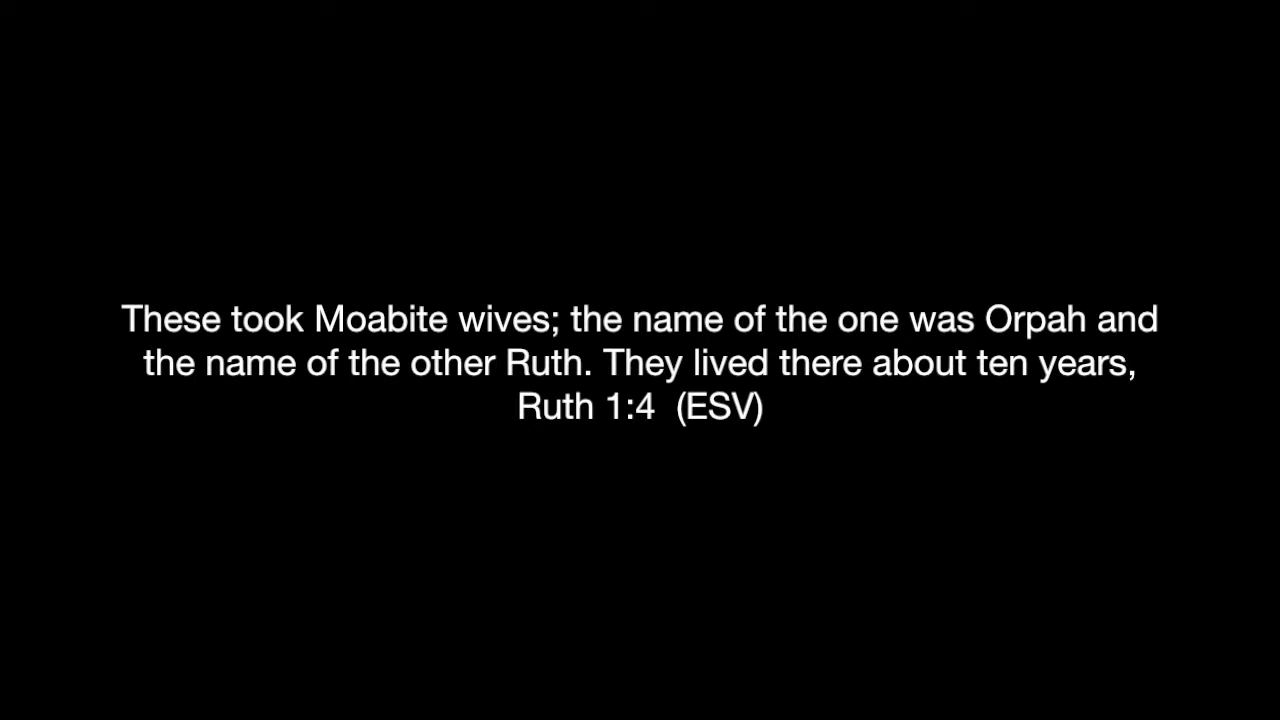 These took Moabite wives; the name of the one was Orpah and
the name of the other Ruth. They lived there about ten years,
Ruth 1:4  (ESV)